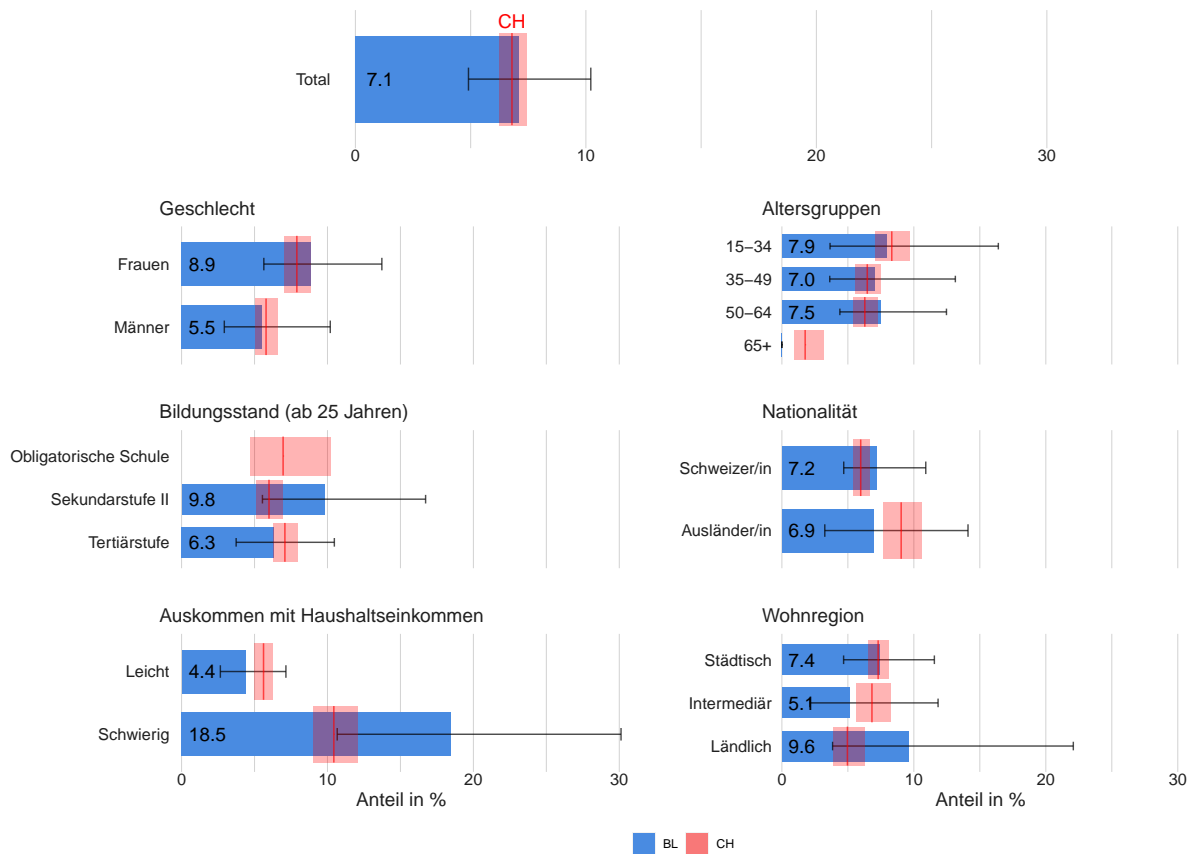 CH
Total 7.1
0 10 20 30
Geschlecht
Frauen 8.9
Männer 5.5
Altersgruppen
15–34 7.9
35–49 7.0
50–64 7.5
65+
Bildungsstand (ab 25 Jahren)
Obligatorische Schule
Sekundarstufe II 9.8
Tertiärstufe 6.3
Nationalität
Schweizer/in 7.2
Ausländer/in 6.9
Auskommen mit Haushaltseinkommen
Leicht 4.4
Schwierig 18.5
0 10 20 30
Anteil in %
Wohnregion
Städtisch 7.4
Intermediär 5.1
Ländlich 9.6
0 10 20 30
Anteil in %
BL CH